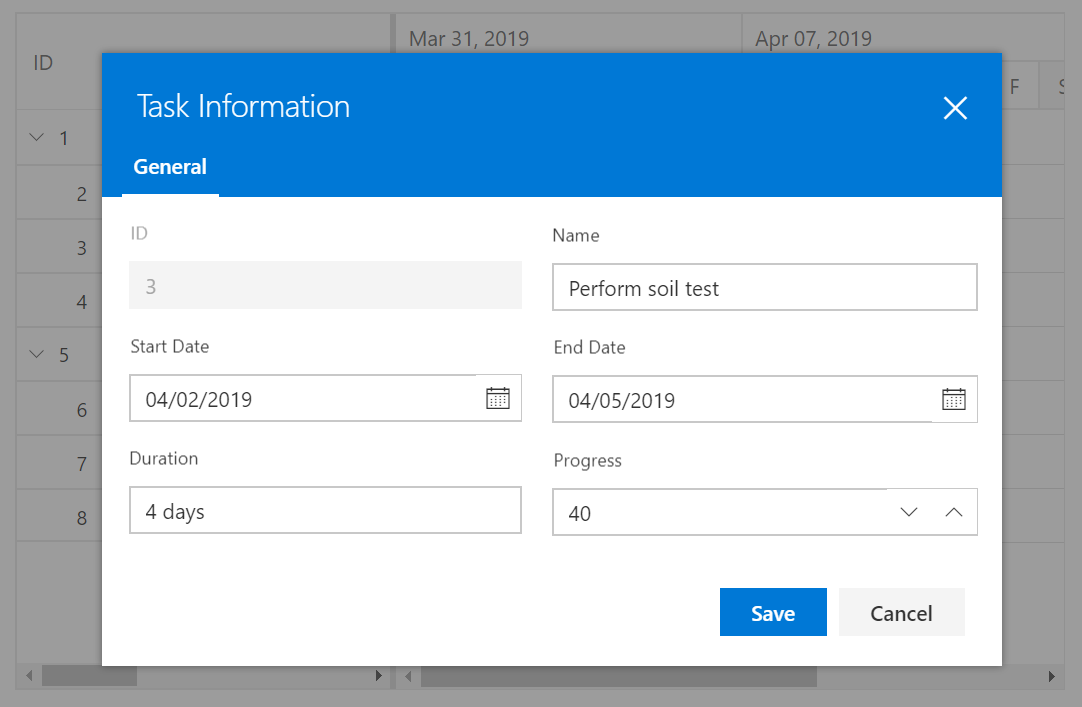 Mar 31, 2019 Apr 07, 2019
ID
F
Task Information
General
1
2
3
4
5
6
7
8
ID
3
Name
Perform soil test
Start Date
04/02/2019
End Date
04/05/2019
Duration
4 days
Progress
40
Save Cancel